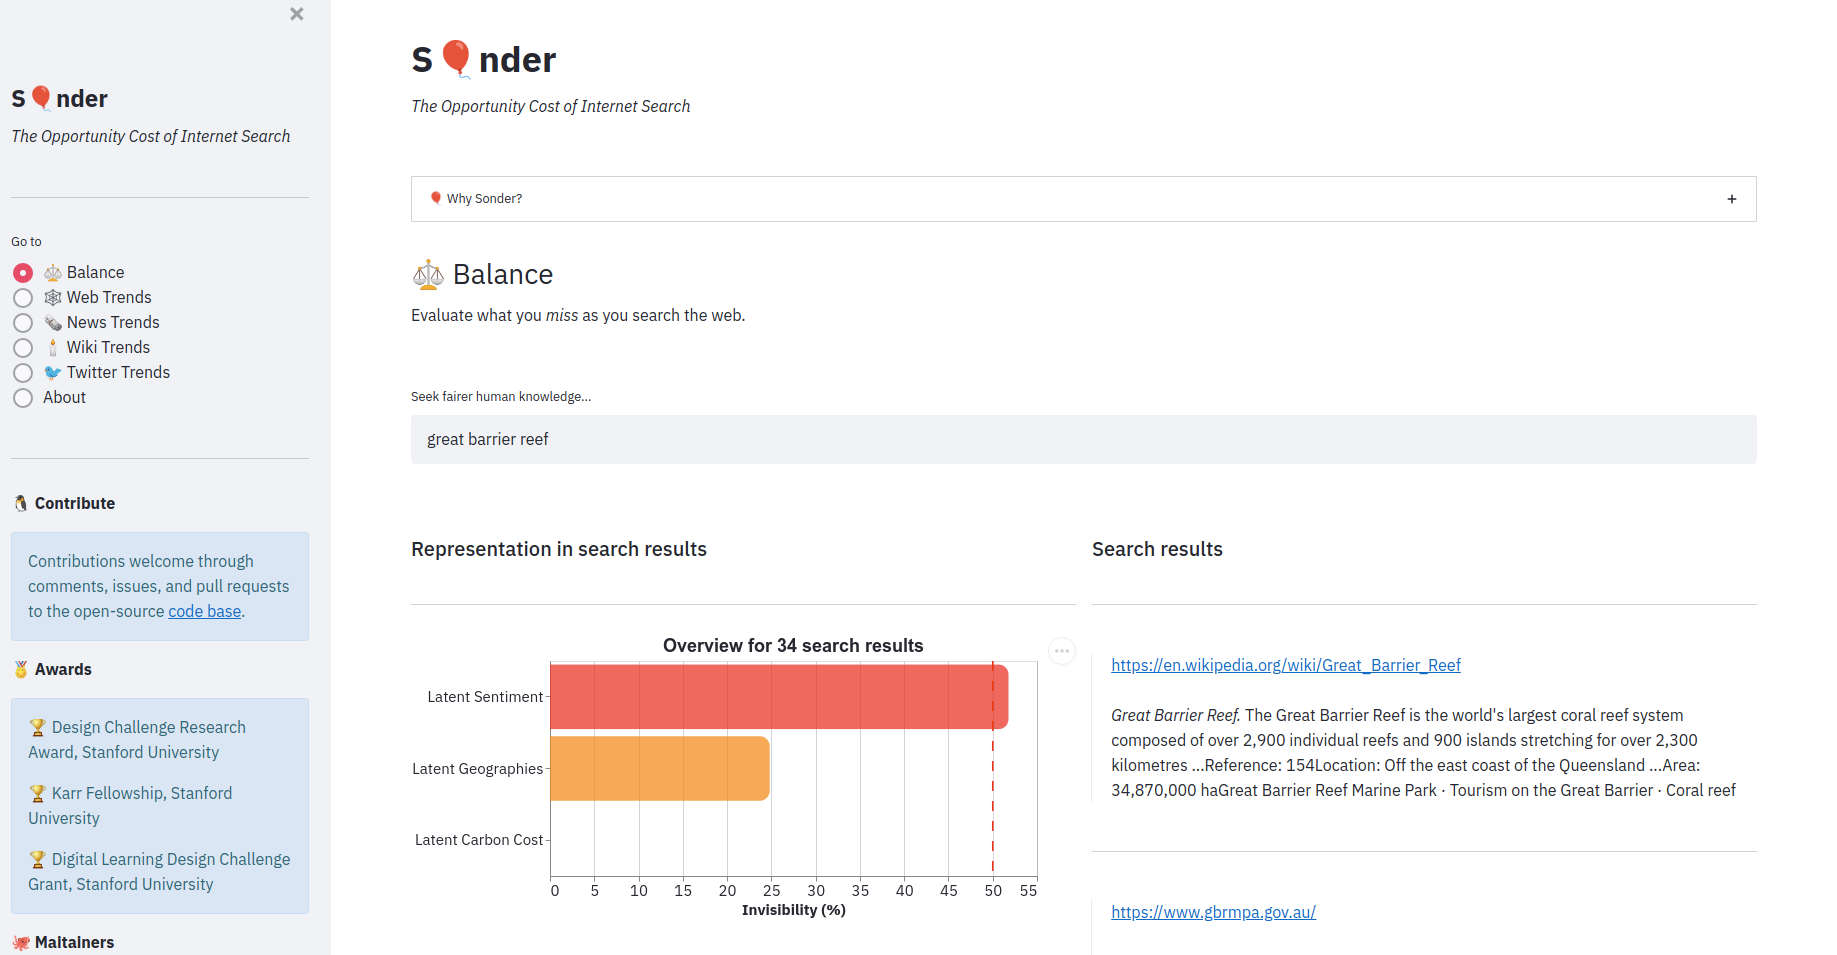 S🎈nder
The Opportunity Cost of Internet Search
Go to
Balance
Web Trends
News Trends
Wiki Trends
Twitter Trends
About
Contribute
Contributions welcome through
comments, issues, and pull requests
to the open-source code base.
Awards
Design Challenge Research
Award, Stanford University
Karr Fellowship, Stanford
University
Digital Learning Design Challenge
Grant, Stanford University
Maitainers
S🎈nder
The Opportunity Cost of Internet Search
Why Sonder?
+
Balance
Evaluate what you miss as you search the web.
Seek fairer human knowledge...
great barrier reef
Representation in search results
Overview for 34 search results
Latent Sentiment
Latent Geographies
Latent Carbon Cost
0 5 10 15 20 25 30 35 40 45 50 55
Invisibility (%)
Search results
https://en.wikipedia.org/wiki/Great_Barrier_Reef
Great Barrier Reef. The Great Barrier Reef is the world's largest coral reef system
composed of over 2,900 individual reefs and 900 islands stretching for over 2,300
kilometres ...Reference: 154Location: Off the east coast of the Queensland ...Area:
34,870,000 haGreat Barrier Reef Marine Park · Tourism on the Great Barrier · Coral reef
https://www.gbrmpa.gov.au/